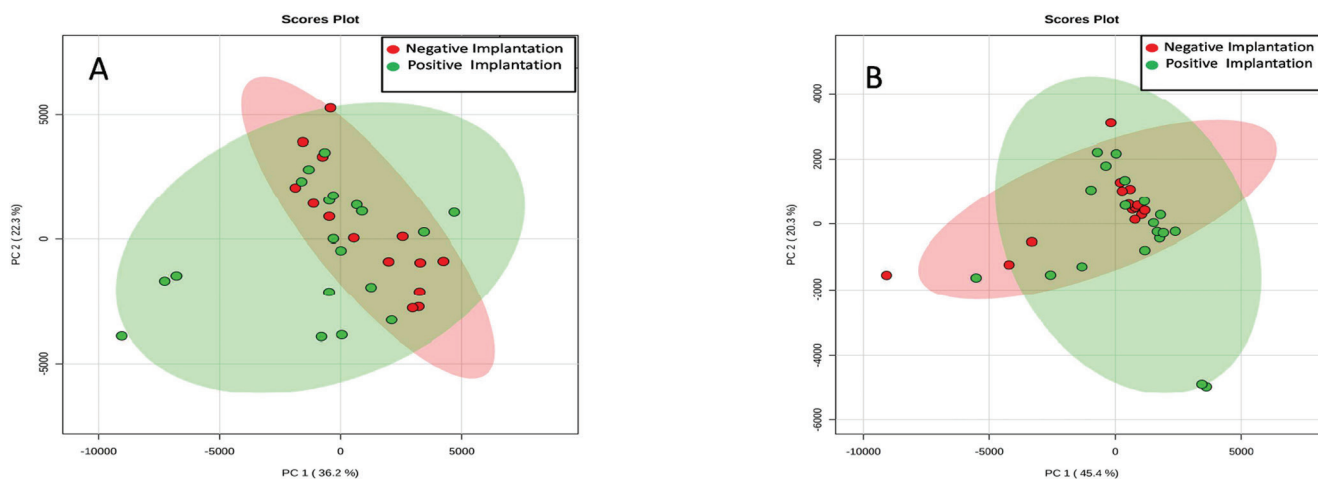 Scores Plot
A
Negative Implantation
Positive Implantation
PC 2 ( 22.3 %)
5000
0
-5000
-10000 -5000 0 5000
PC 1 ( 36.2 %)
Scores Plot
B
Negative Implantation
Positive Implantation
PC 2 ( 20.3 %)
4000
2000
0
-2000
-4000
-6000
-10000 -5000 0 5000
PC 1 ( 45.4 %)